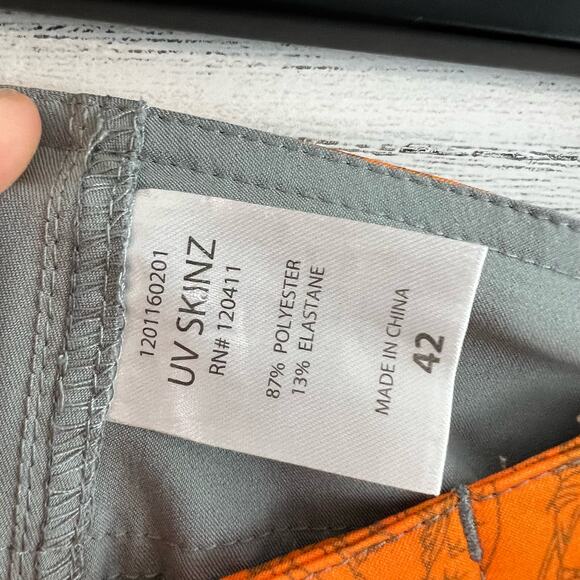 1201160201
UV SKINZ
RN# 120411
87% POLYESTER
13% ELASTANE
MADE IN CHINA
42